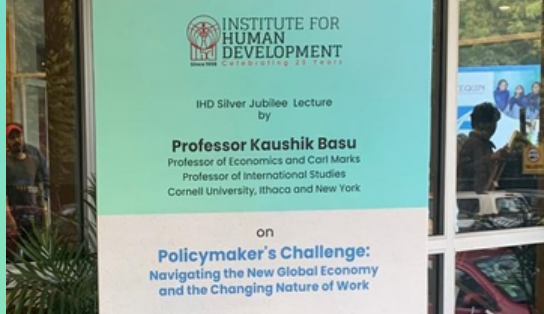 INSTITUTE FOR
HUMAN
DEVELOPMENT
Since 1998
Celebrating 25 Years
IHD Silver Jubilee Lecture
by
Professor Kaushik Basu
Professor of Economics and Carl Marks
Professor of International Studies
Cornell University, Ithaca and New York
on
Policymaker's Challenge:
Navigating the New Global Economy
and the Changing Nature of Work